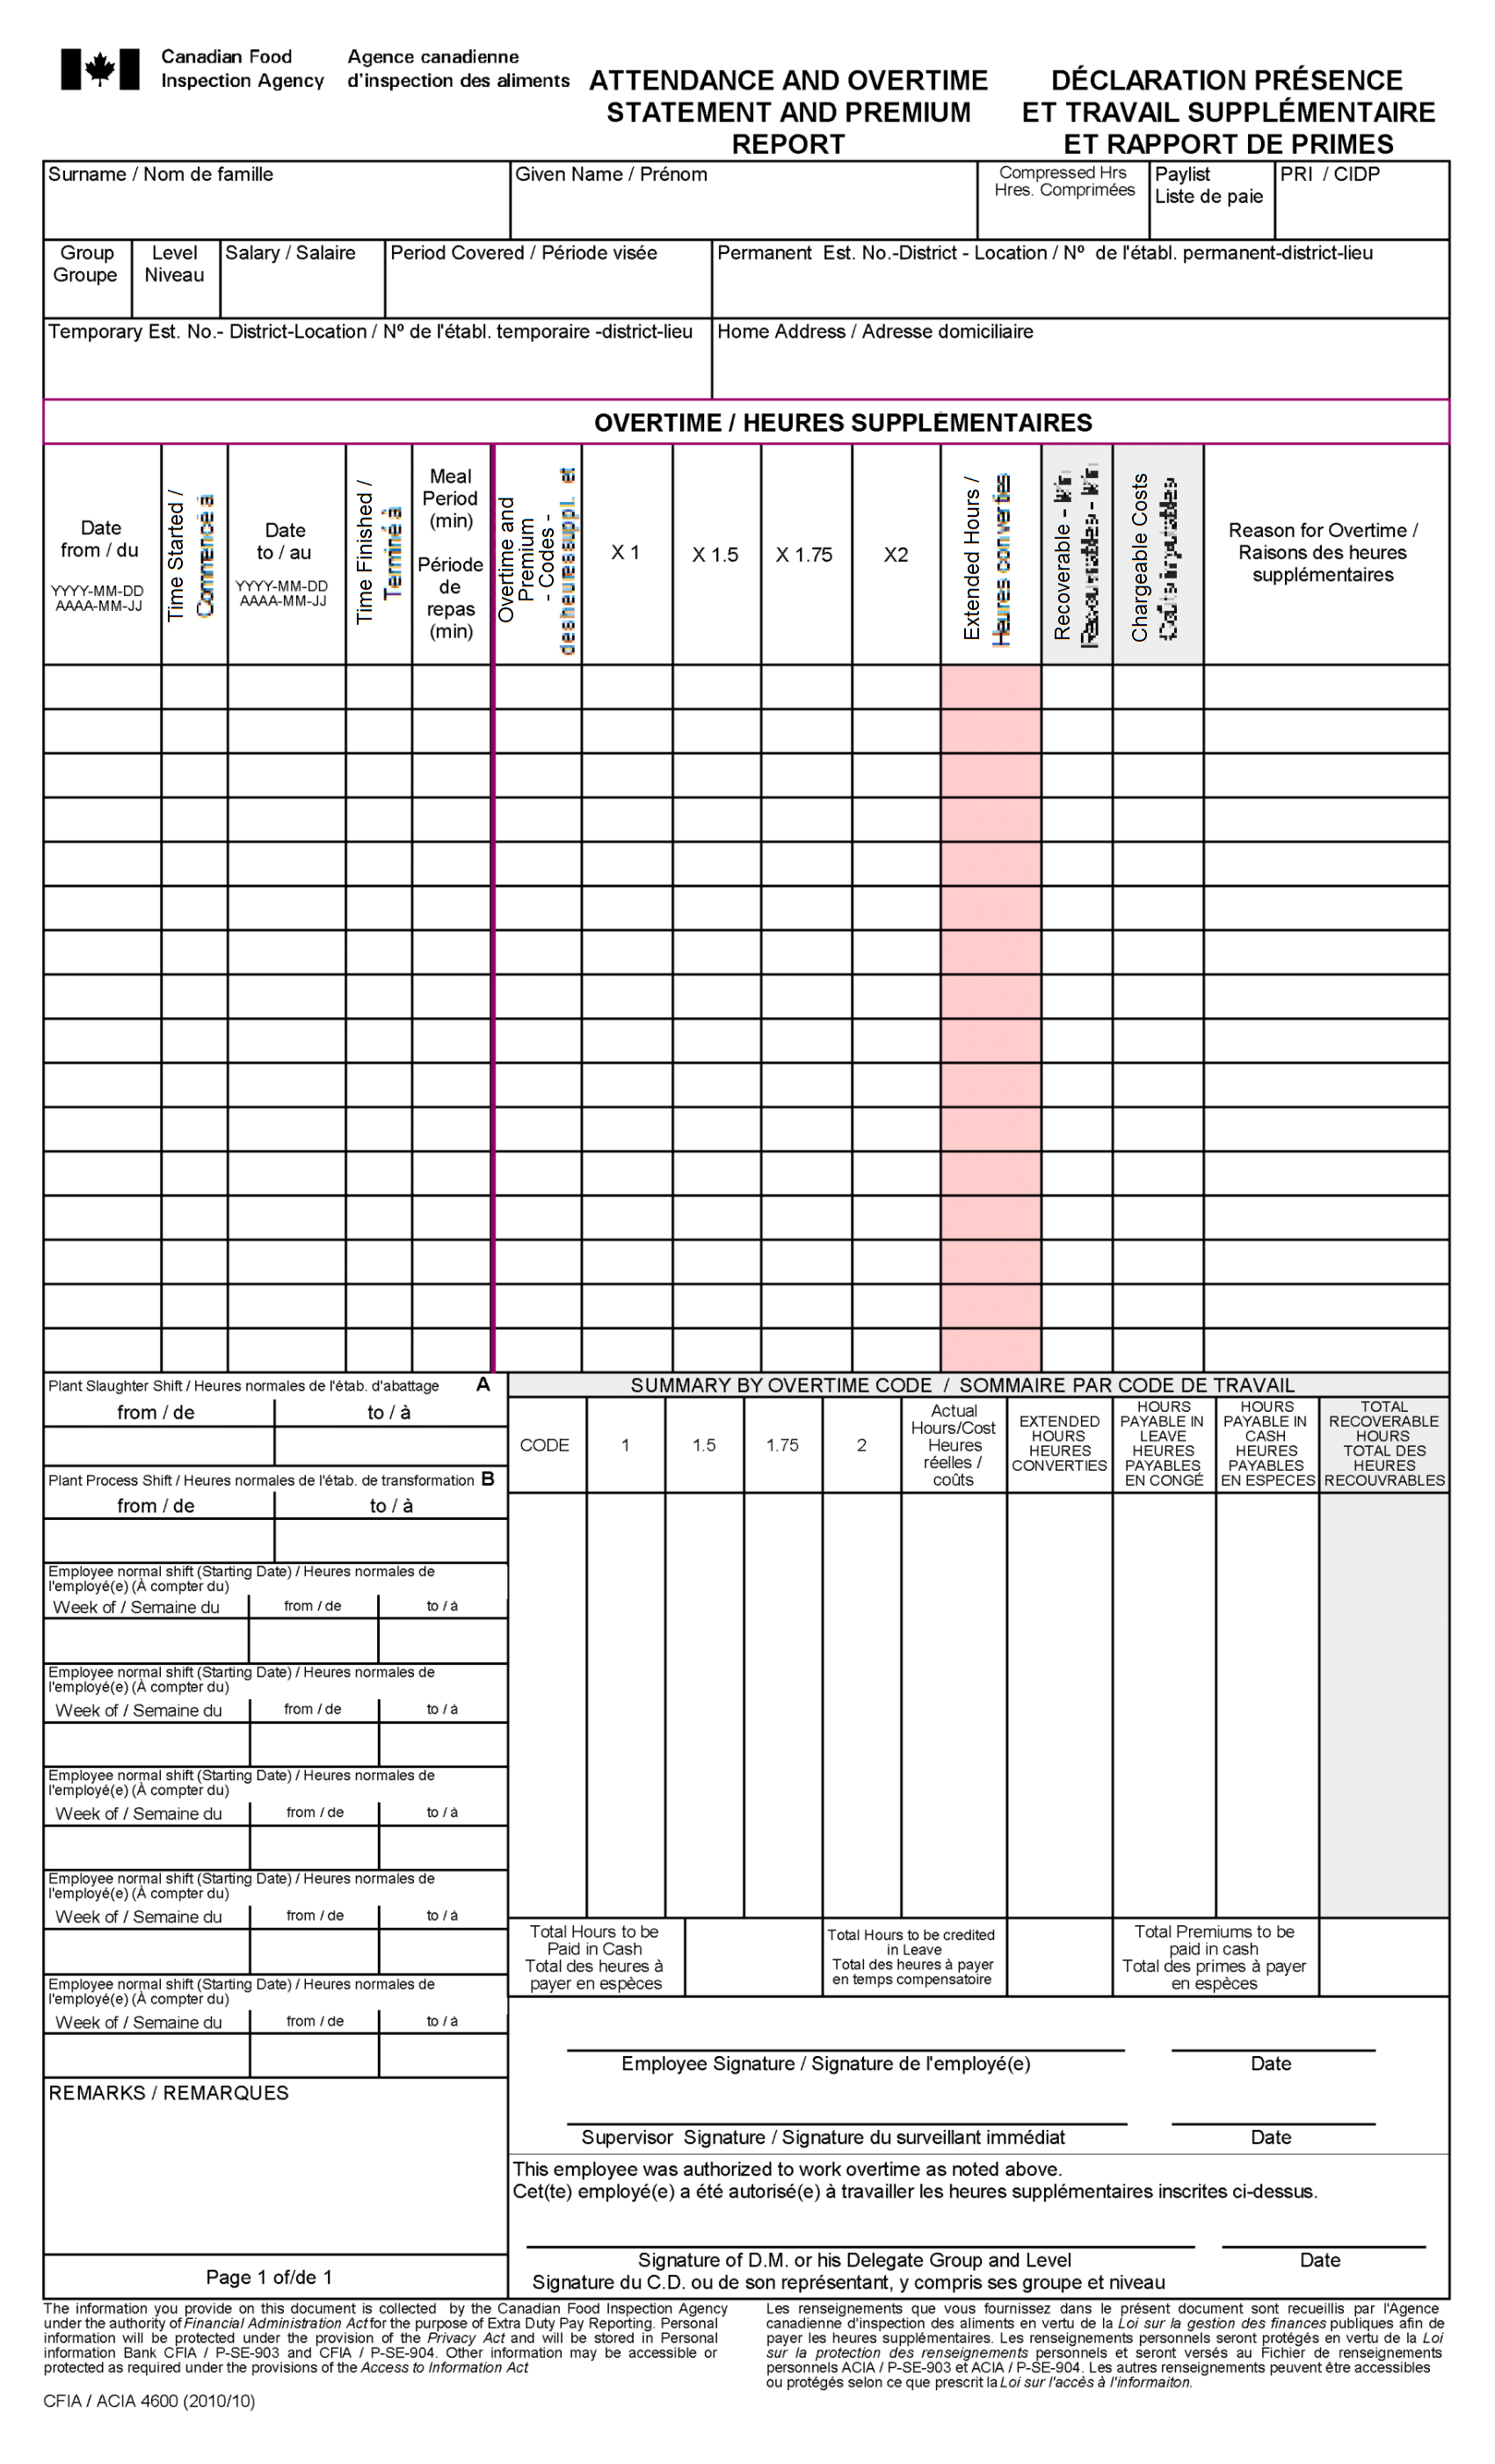 Canadian Food Agence canadienne
Inspection Agency d'inspection des aliments
ATTENDANCE AND OVERTIME
STATEMENT AND PREMIUM
REPORT
DÉCLARATION PRÉSENCE
ET TRAVAIL SUPPLÉMENTAIRE
ET RAPPORT DE PRIMES
Surname / Nom de famille
Given Name / Prénom
Compressed Hrs
Hres. Comprimées
Paylist
Liste de paie
PRI / CIDP
Group
Groupe
Level
Niveau
Salary / Salaire
Period Covered / Période visée
Permanent Est. No.-District - Location / Nº de l'établ. permanent-district-lieu
Temporary Est. No.- District-Location / Nº de l'établ. temporaire -district-lieu
Home Address / Adresse domiciliaire
OVERTIME / HEURES SUPPLÉMENTAIRES
Date
from / du
YYYY-MM-DD
AAAA-MM-JJ
Time Started /
Commencé à
Date
to / au
YYYY-MM-DD
AAAA-MM-JJ
Time Finished /
Terminé à
Meal
Period
(min)
Période
de
repas
(min)
Overtime and
Premium
- Codes -
des heures suppl. et
X 1
X 1.5
X 1.75
X2
Extended Hours /
Heures converties
Recoverable -
Chargeable Costs
Reason for Overtime /
Raisons des heures
supplémentaires
Plant Slaughter Shift / Heures normales de l'étab. d'abattage A
from / de
to / à
Plant Process Shift / Heures normales de l'étab. de transformation B
from / de
to / à
Employee normal shift (Starting Date) / Heures normales de
l'employé(e) (À compter du)
Week of / Semaine du
from / de
to / à
Employee normal shift (Starting Date) / Heures normales de
l'employé(e) (À compter du)
Week of / Semaine du
from / de
to / à
Employee normal shift (Starting Date) / Heures normales de
l'employé(e) (À compter du)
Week of / Semaine du
from / de
to / à
Employee normal shift (Starting Date) / Heures normales de
l'employé(e) (À compter du)
Week of / Semaine du
from / de
to / à
Employee normal shift (Starting Date) / Heures normales de
l'employé(e) (À compter du)
Week of / Semaine du
from / de
to / à
REMARKS / REMARQUES
Page 1 of/de 1
SUMMARY BY OVERTIME CODE / SOMMAIRE PAR CODE DE TRAVAIL
CODE
1
1.5
1.75
2
Actual
Hours/Cost
Heures
réelles /
coûts
EXTENDED
HOURS
HEURES
CONVERTIES
HOURS
PAYABLE IN
LEAVE
HEURES
PAYABLES
EN CONGÉ
HOURS
PAYABLE IN
CASH
HEURES
PAYABLES
EN ESPECES
TOTAL
RECOVERABLE
HOURS
TOTAL DES
HEURES
RECOUVRABLES
Total Hours to be
Paid in Cash
Total des heures à
payer en espèces
Total Hours to be credited
in Leave
Total des heures à payer
en temps compensatoire
Total Premiums to be
paid in cash
Total des primes à payer
en espèces
Employee Signature / Signature de l'employé(e)
Date
Supervisor Signature / Signature du surveillant immédiat
Date
This employee was authorized to work overtime as noted above.
Cet(te) employé(e) a été autorisé(e) à travailler les heures supplémentaires inscrites ci-dessus.
Signature of D.M. or his Delegate Group and Level
Date
Signature du C.D. ou de son représentant, y compris ses groupe et niveau
The information you provide on this document is collected by the Canadian Food Inspection Agency
under the authority of Financial Administration Act for the purpose of Extra Duty Pay Reporting. Personal
information will be protected under the provision of the Privacy Act and will be stored in Personal
information Bank CFIA / P-SE-903 and CFIA / P-SE-904. Other information may be accessible or
protected as required under the provisions of the Access to Information Act
Les renseignements que vous fournissez dans le présent document sont recueillis par l'Agence
canadienne d'inspection des aliments en vertu de la Loi sur la gestion des finances publiques afin de
payer les heures supplémentaires. Les renseignements personnels seront protégés en vertu de la Loi
sur la protection des renseignements personnels et seront versés au Fichier de renseignements
personnels ACIA / P-SE-903 et ACIA / P-SE-904. Les autres renseignements peuvent être accessibles
ou protégés selon ce que prescrit la Loi sur l'accès à l'informaiton.
CFIA / ACIA 4600 (2010/10)